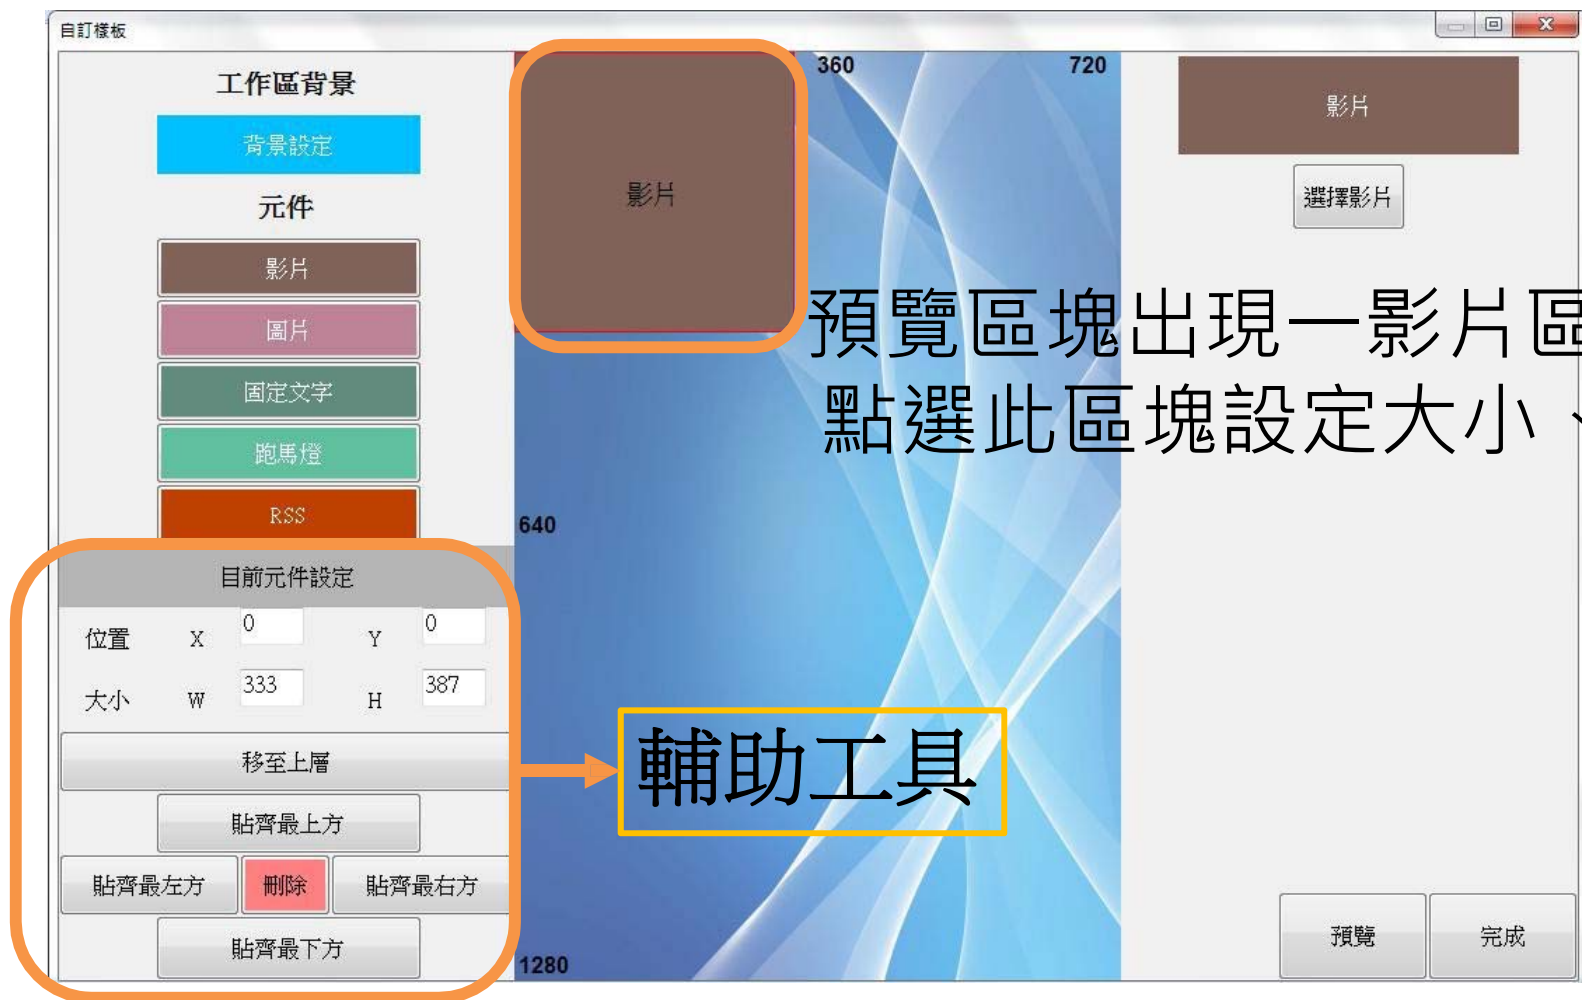 自訂樣板
工作區背景
背景設定
元件
影片
圖片
固定文字
跑馬燈
RSS
目前元件設定
位置 X 0 Y 0
大小 W 333 H 387
移至上層
貼齊最上方
貼齊最左方 刪除 貼齊最右方
貼齊最下方
360 720
影片
640
1280
預覽區塊出現一影片區
點選此區塊設定大小、
輔助工具
影片
選擇影片
預覽 完成